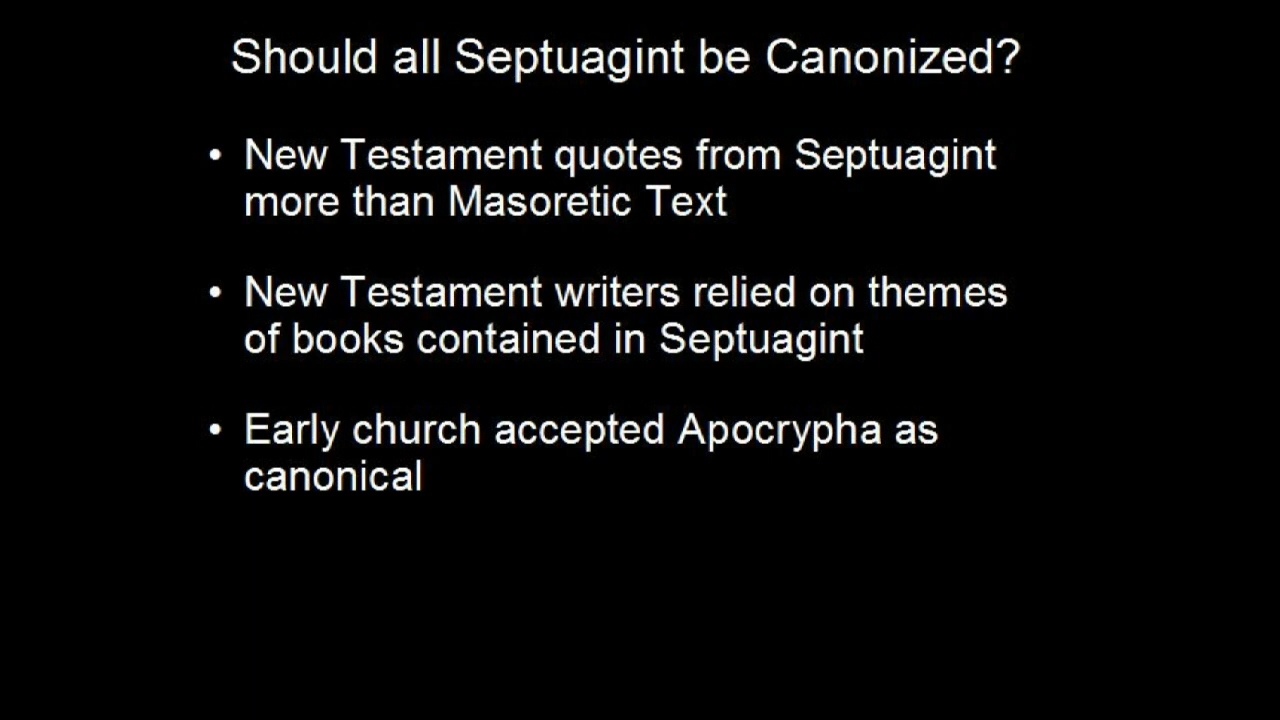 Should all Septuagint be Canonized?
• New Testament quotes from Septuagint
more than Masoretic Text
• New Testament writers relied on themes
of books contained in Septuagint
• Early church accepted Apocrypha as
canonical